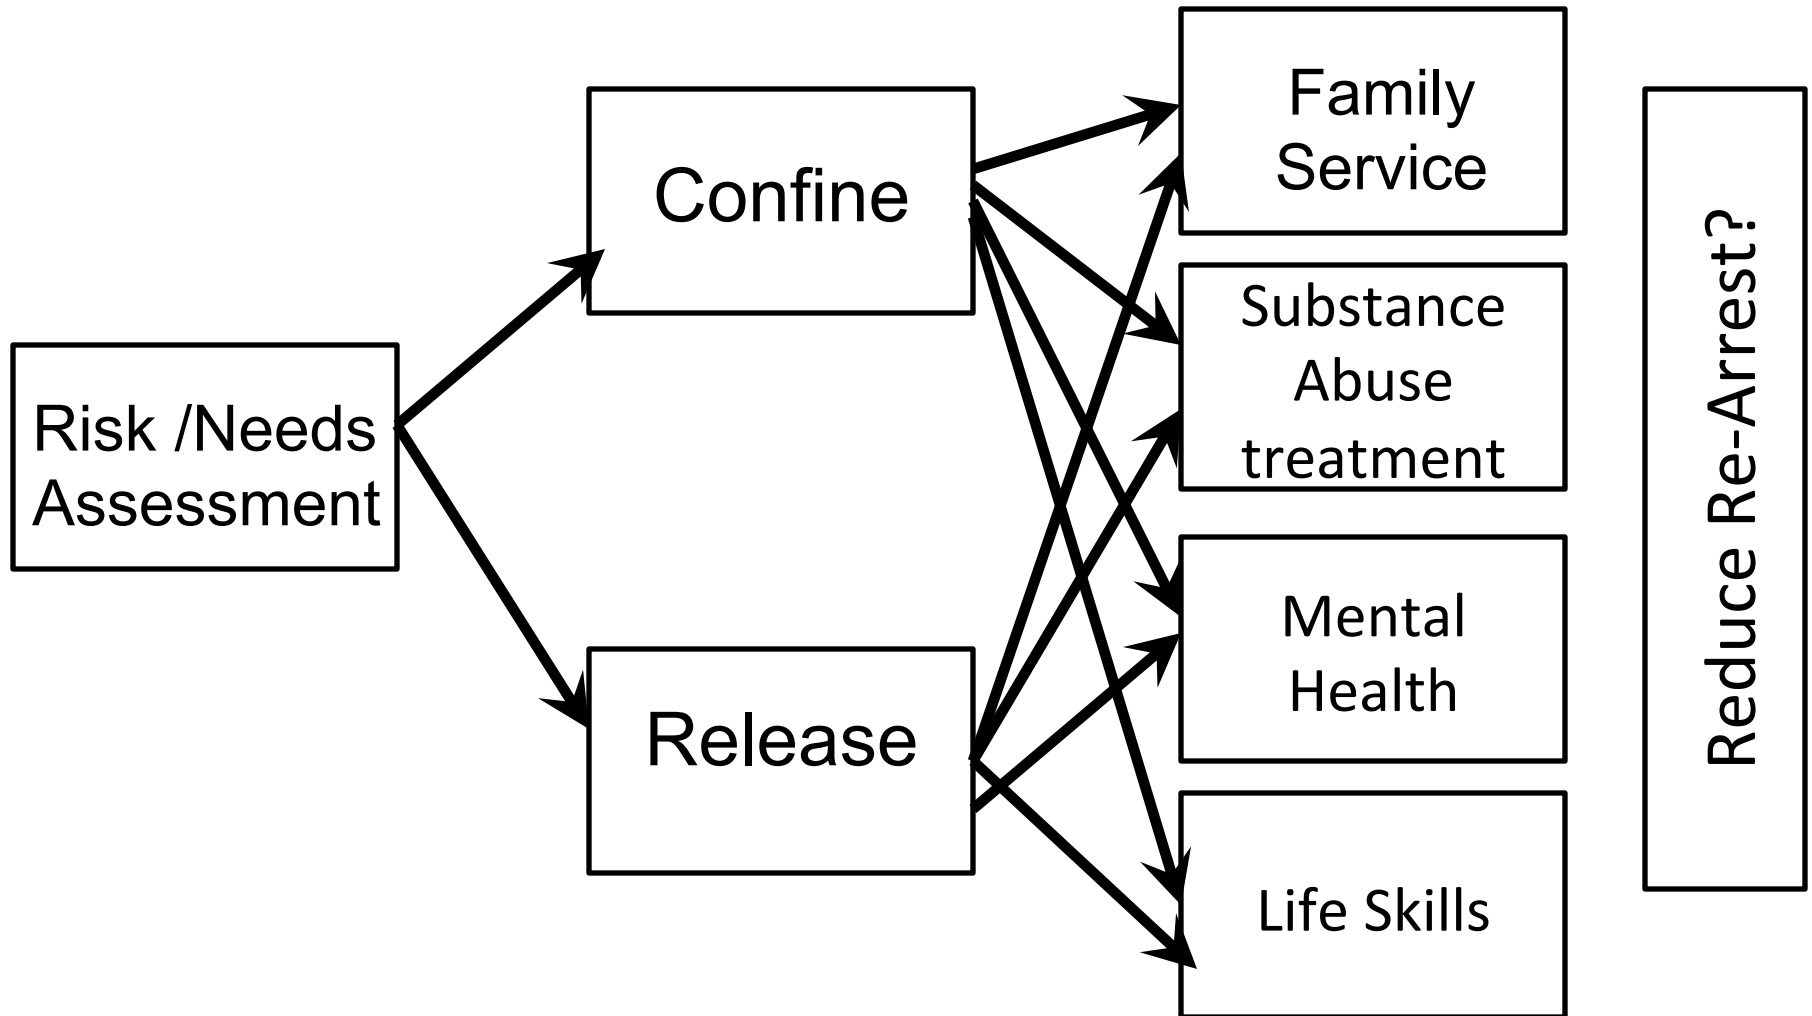 Risk /Needs
Assessment
Confine
Release
Family
Service
Substance
Abuse
treatment
Mental
Health
Life Skills
Reduce Re-Arrest?